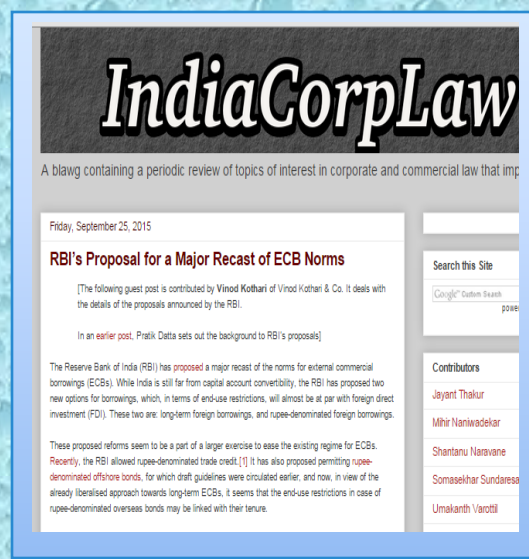 IndiaCorpLaw
A blawg containing a periodic review of topics of interest in corporate and commercial law that imp
Friday, September 25, 2015
RBI's Proposal for a Major Recast of ECB Norms
[The following guest post is contributed by Vinod Kothari of Vinod Kothari & Co. It deals with
the details of the proposals announced by the RBI.
In an earlier post, Pratik Datta sets out the background to RBI's proposals]
The Reserve Bank of India (RBI) has proposed a major recast of the norms for external commercial
borrowings (ECBs). While India is still far from capital account convertibility, the RBI has proposed two
new options for borrowings, which, in terms of end-use restrictions, will almost be at par with foreign direct
investment (FDI). These two are: long-term foreign borrowings, and rupee-denominated foreign borrowings.
These proposed reforms seem to be a part of a larger exercise to ease the existing regime for ECBs.
Recently, the RBI allowed rupee-denominated trade credit.[1] It has also proposed permitting rupee-
denominated offshore bonds, for which draft guidelines were circulated earlier, and now, in view of the
already liberalised approach towards long-term ECBs, it seems that the end-use restrictions in case of
rupee-denominated overseas bonds may be linked with their tenure.
Search this Site
Google™ Custom Search
power
Contributors
Jayant Thakur
Mihir Naniwadekar
Shantanu Naravane
Somasekhar Sundaresa
Umakanth Varottil